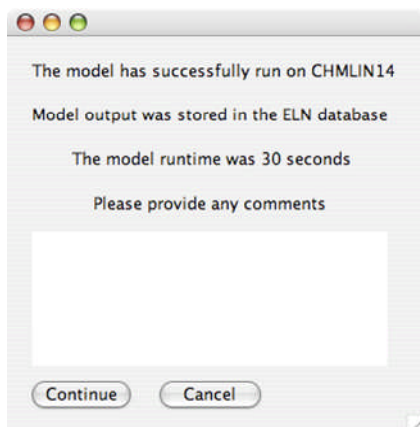 The model has successfully run on CHMLIN14
Model output was stored in the ELN database
The model runtime was 30 seconds
Please provide any comments
Continue Cancel